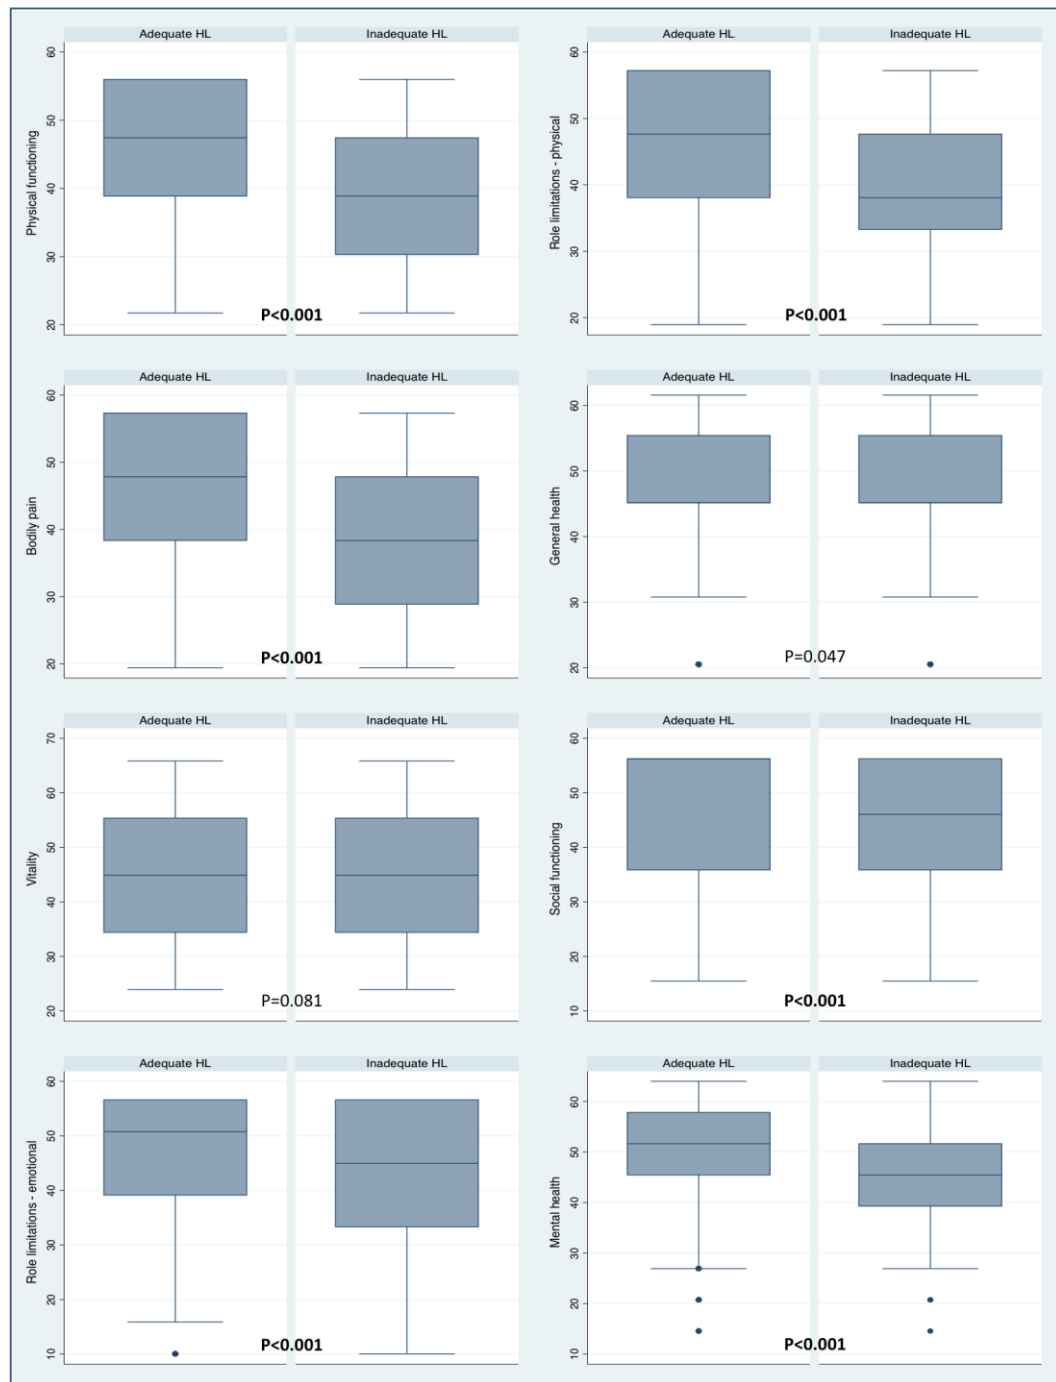 Adequate HL Inadequate HL
Physical functioning
60
50
40
30
20
P<0.001
Adequate HL Inadequate HL
Role limitations - physical
60
50
40
30
20
P<0.001
Adequate HL Inadequate HL
Bodily pain
60
50
40
30
20
P<0.001
Adequate HL Inadequate HL
General health
60
50
40
30
20
P=0.047
Adequate HL Inadequate HL
Vitality
70
60
50
40
30
20
P=0.081
Adequate HL Inadequate HL
Social functioning
60
50
40
30
20
10
P<0.001
Adequate HL Inadequate HL
Role limitations - emotional
60
50
40
30
20
10
P<0.001
Adequate HL Inadequate HL
Mental health
60
50
40
30
20
10
P<0.001